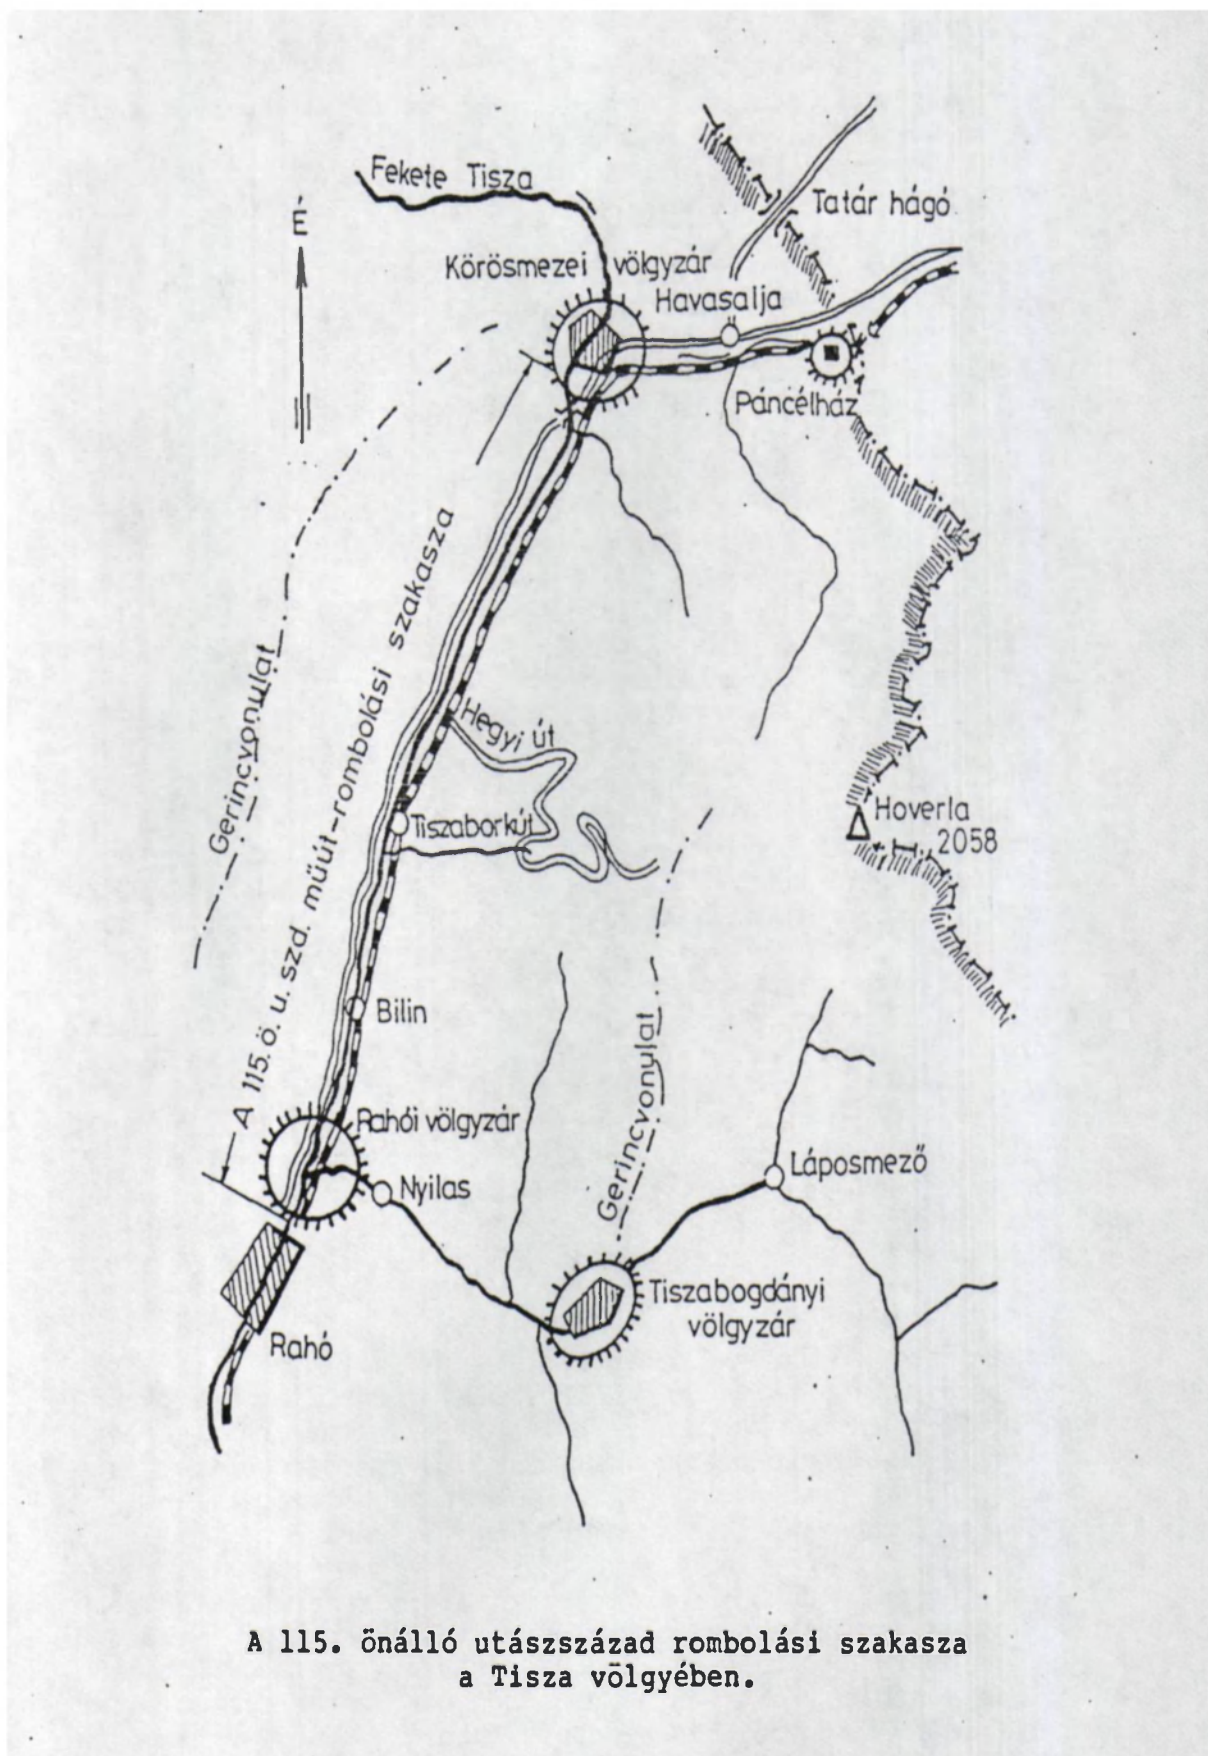 Fekete Tisza
É
Tatár hágó
Körösmezei völgyzár
Havasalja
Páncélház
A 115. ö. u. szd. műút-rombolási szakasza
Gerincvonulat
Hegyi út
Tiszaborkút
Hoverla
2058
Bilin
Gerincvonulat
Rahói völgyzár
Nyilas
Láposmező
Tiszabogdányi
völgyzár
Rahó
A 115. önálló utászszázad rombolási szakasza
a Tisza völgyében.